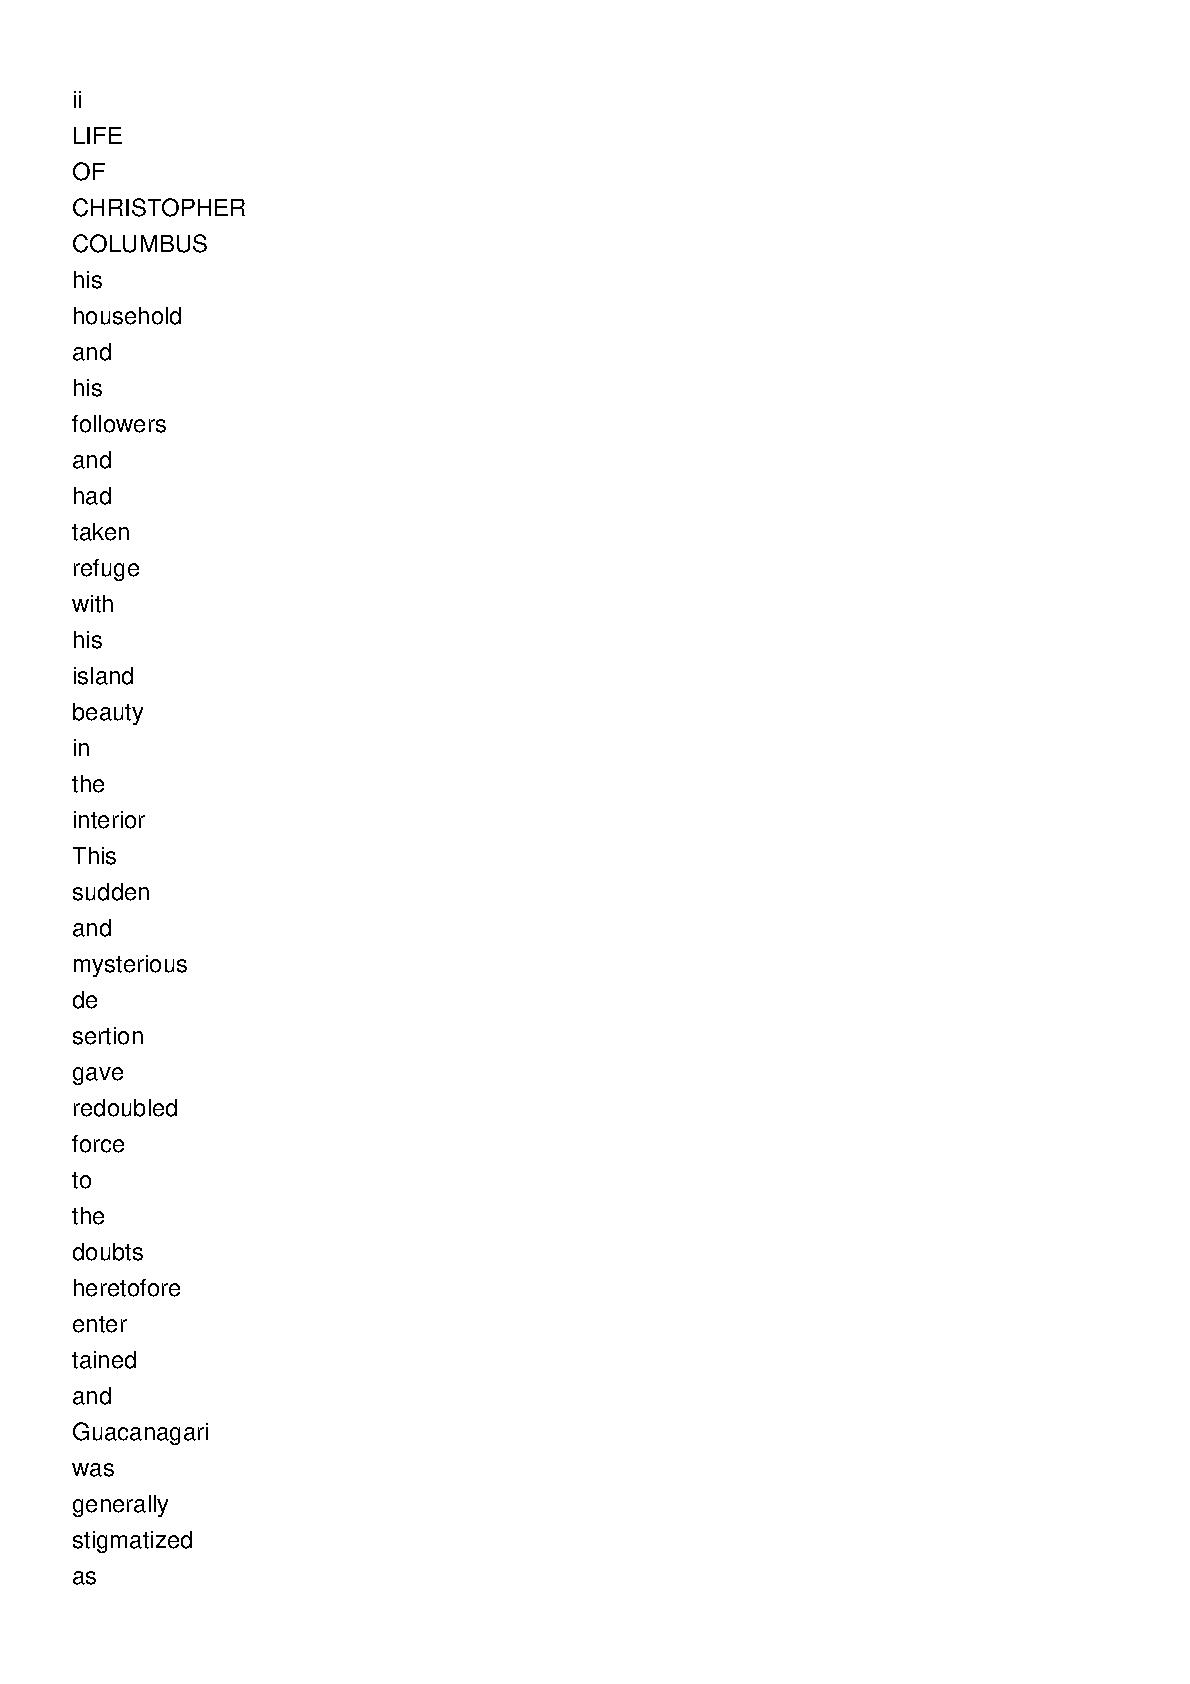 ii
LIFE
OF
CHRISTOPHER
COLUMBUS
his
household
and
his
followers
and
had
taken
refuge
with
his
island
beauty
in
the
interior
This
sudden
and
mysterious
de
sertion
gave
redoubled
force
to
the
doubts
heretofore
enter
tained
and
Guacanagari
was
generally
stigmatized
as